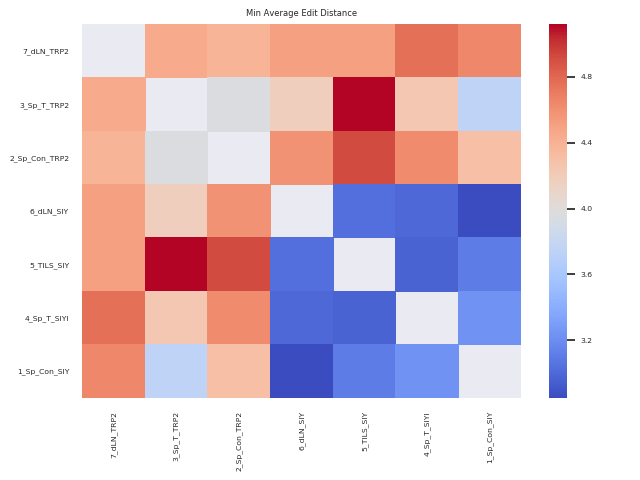 Min Average Edit Distance
7_dLN_TRP2
3_Sp_T_TRP2
2_Sp_Con_TRP2
6_dLN_SIY
5_TILS_SIY
4_Sp_T_SIYI
1_Sp_Con_SIY
4.8
4.4
4.0
3.6
3.2
7_dLN_TRP2
3_Sp_T_TRP2
2_Sp_Con_TRP2
6_dLN_SIY
5_TILS_SIY
4_Sp_T_SIYI
1_Sp_Con_SIY